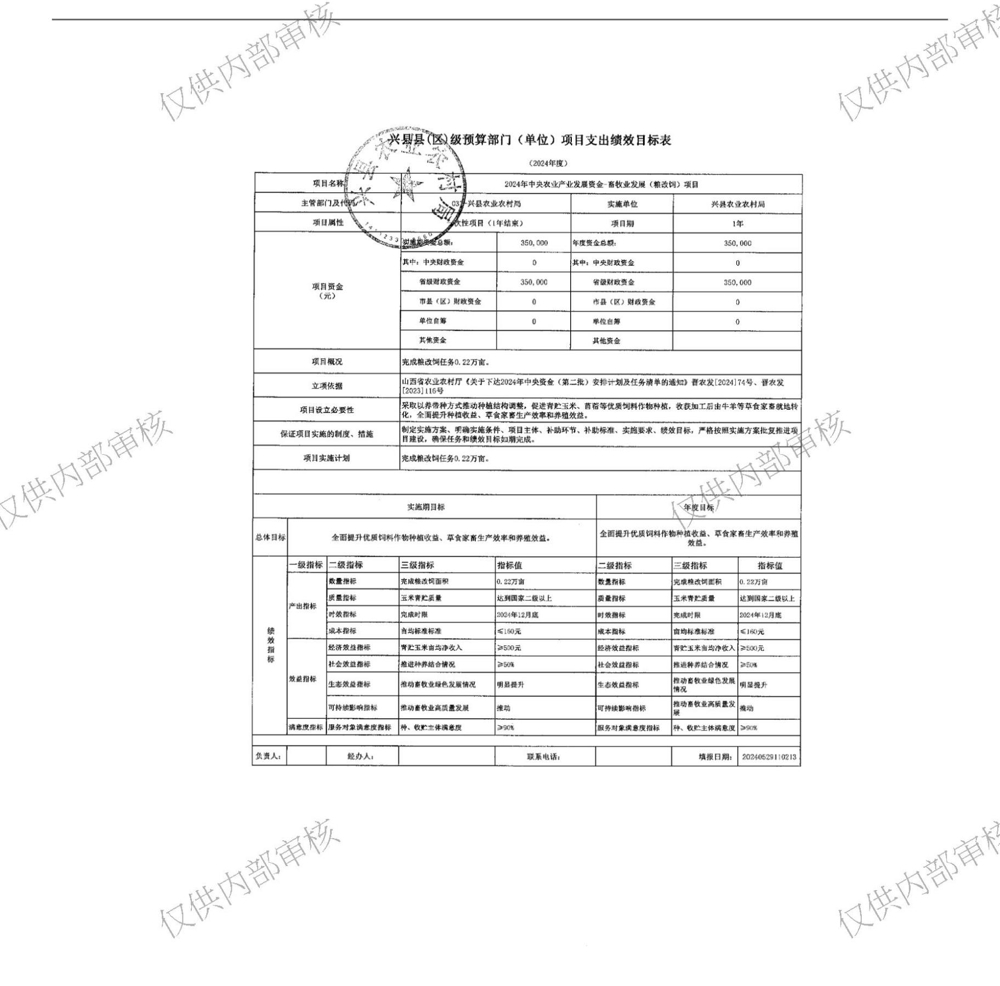 仅供内部审核
仅供内部审核
兴县县(区)级预算部门（单位）项目支出绩效目标表
（2024年度）
兴县农业农村局
项目名称 2024年中央农业产业发展资金-畜牧业发展（粮改饲）项目
主管部门及代码 037-兴县农业农村局 实施单位 兴县农业农村局
项目属性 次性项目（1年结束） 项目期 1年
项目资金
（元）
实施期资金总额： 350,000 年度资金总额： 350,000
其中：中央财政资金 0 其中：中央财政资金 0
省级财政资金 350,000 省级财政资金 350,000
市县（区）财政资金 0 市县（区）财政资金 0
单位自筹 0 单位自筹 0
其他资金 其他资金
项目概况 完成粮改饲任务0.22万亩。
立项依据 山西省农业农村厅《关于下达2024年中央资金（第二批）安排计划及任务清单的通知》晋农发[2024]74号、晋农发
[2023]116号
项目设立必要性 采取以养带种方式推动种植结构调整，促进青贮玉米、苜蓿等优质饲料作物种植，收获加工后由牛羊等草食家畜就地转
化，全面提升种植收益、草食家畜生产效率和养殖效益。
保证项目实施的制度、措施 制定实施方案、明确实施条件、项目主体、补助环节、补助标准、实施要求、绩效目标，严格按照实施方案批复推进项
目建设，确保任务和绩效目标如期完成。
项目实施计划 完成粮改饲任务0.22万亩。
仅供内部审核
仅供内部审核
实施期目标 年度目标
总体目标 全面提升优质饲料作物种植收益、草食家畜生产效率和养殖效益。 全面提升优质饲料作物种植收益、草食家畜生产效率和养殖
效益。
绩效指标
一级指标 二级指标 三级指标 指标值 二级指标 三级指标 指标值
产出指标
数量指标 完成粮改饲面积 0.22万亩 数量指标 完成粮改饲面积 0.22万亩
质量指标 玉米青贮质量 达到国家二级以上 质量指标 玉米青贮质量 达到国家二级以上
时效指标 完成时限 2024年12月底 时效指标 完成时限 2024年12月底
成本指标 亩均标准标准 ≤160元 成本指标 亩均标准标准 ≤160元
效益指标
经济效益指标 青贮玉米亩均净收入 ≥500元 经济效益指标 青贮玉米亩均净收入 ≥500元
社会效益指标 推进种养结合情况 ≥50% 社会效益指标 推进种养结合情况 ≥50%
生态效益指标 推动畜牧业绿色发展情况 明显提升 生态效益指标 推动畜牧业绿色发展
情况 明显提升
可持续影响指标 推动畜牧业高质量发展 推动 可持续影响指标 推动畜牧业高质量发
展 推动
满意度指标 服务对象满意度指标 种、收贮主体满意度 ≥90% 服务对象满意度指标 种、收贮主体满意度 ≥90%
负责人： 经办人： 联系电话： 填报日期： 20240529110213
仅供内部审核
仅供内部审核